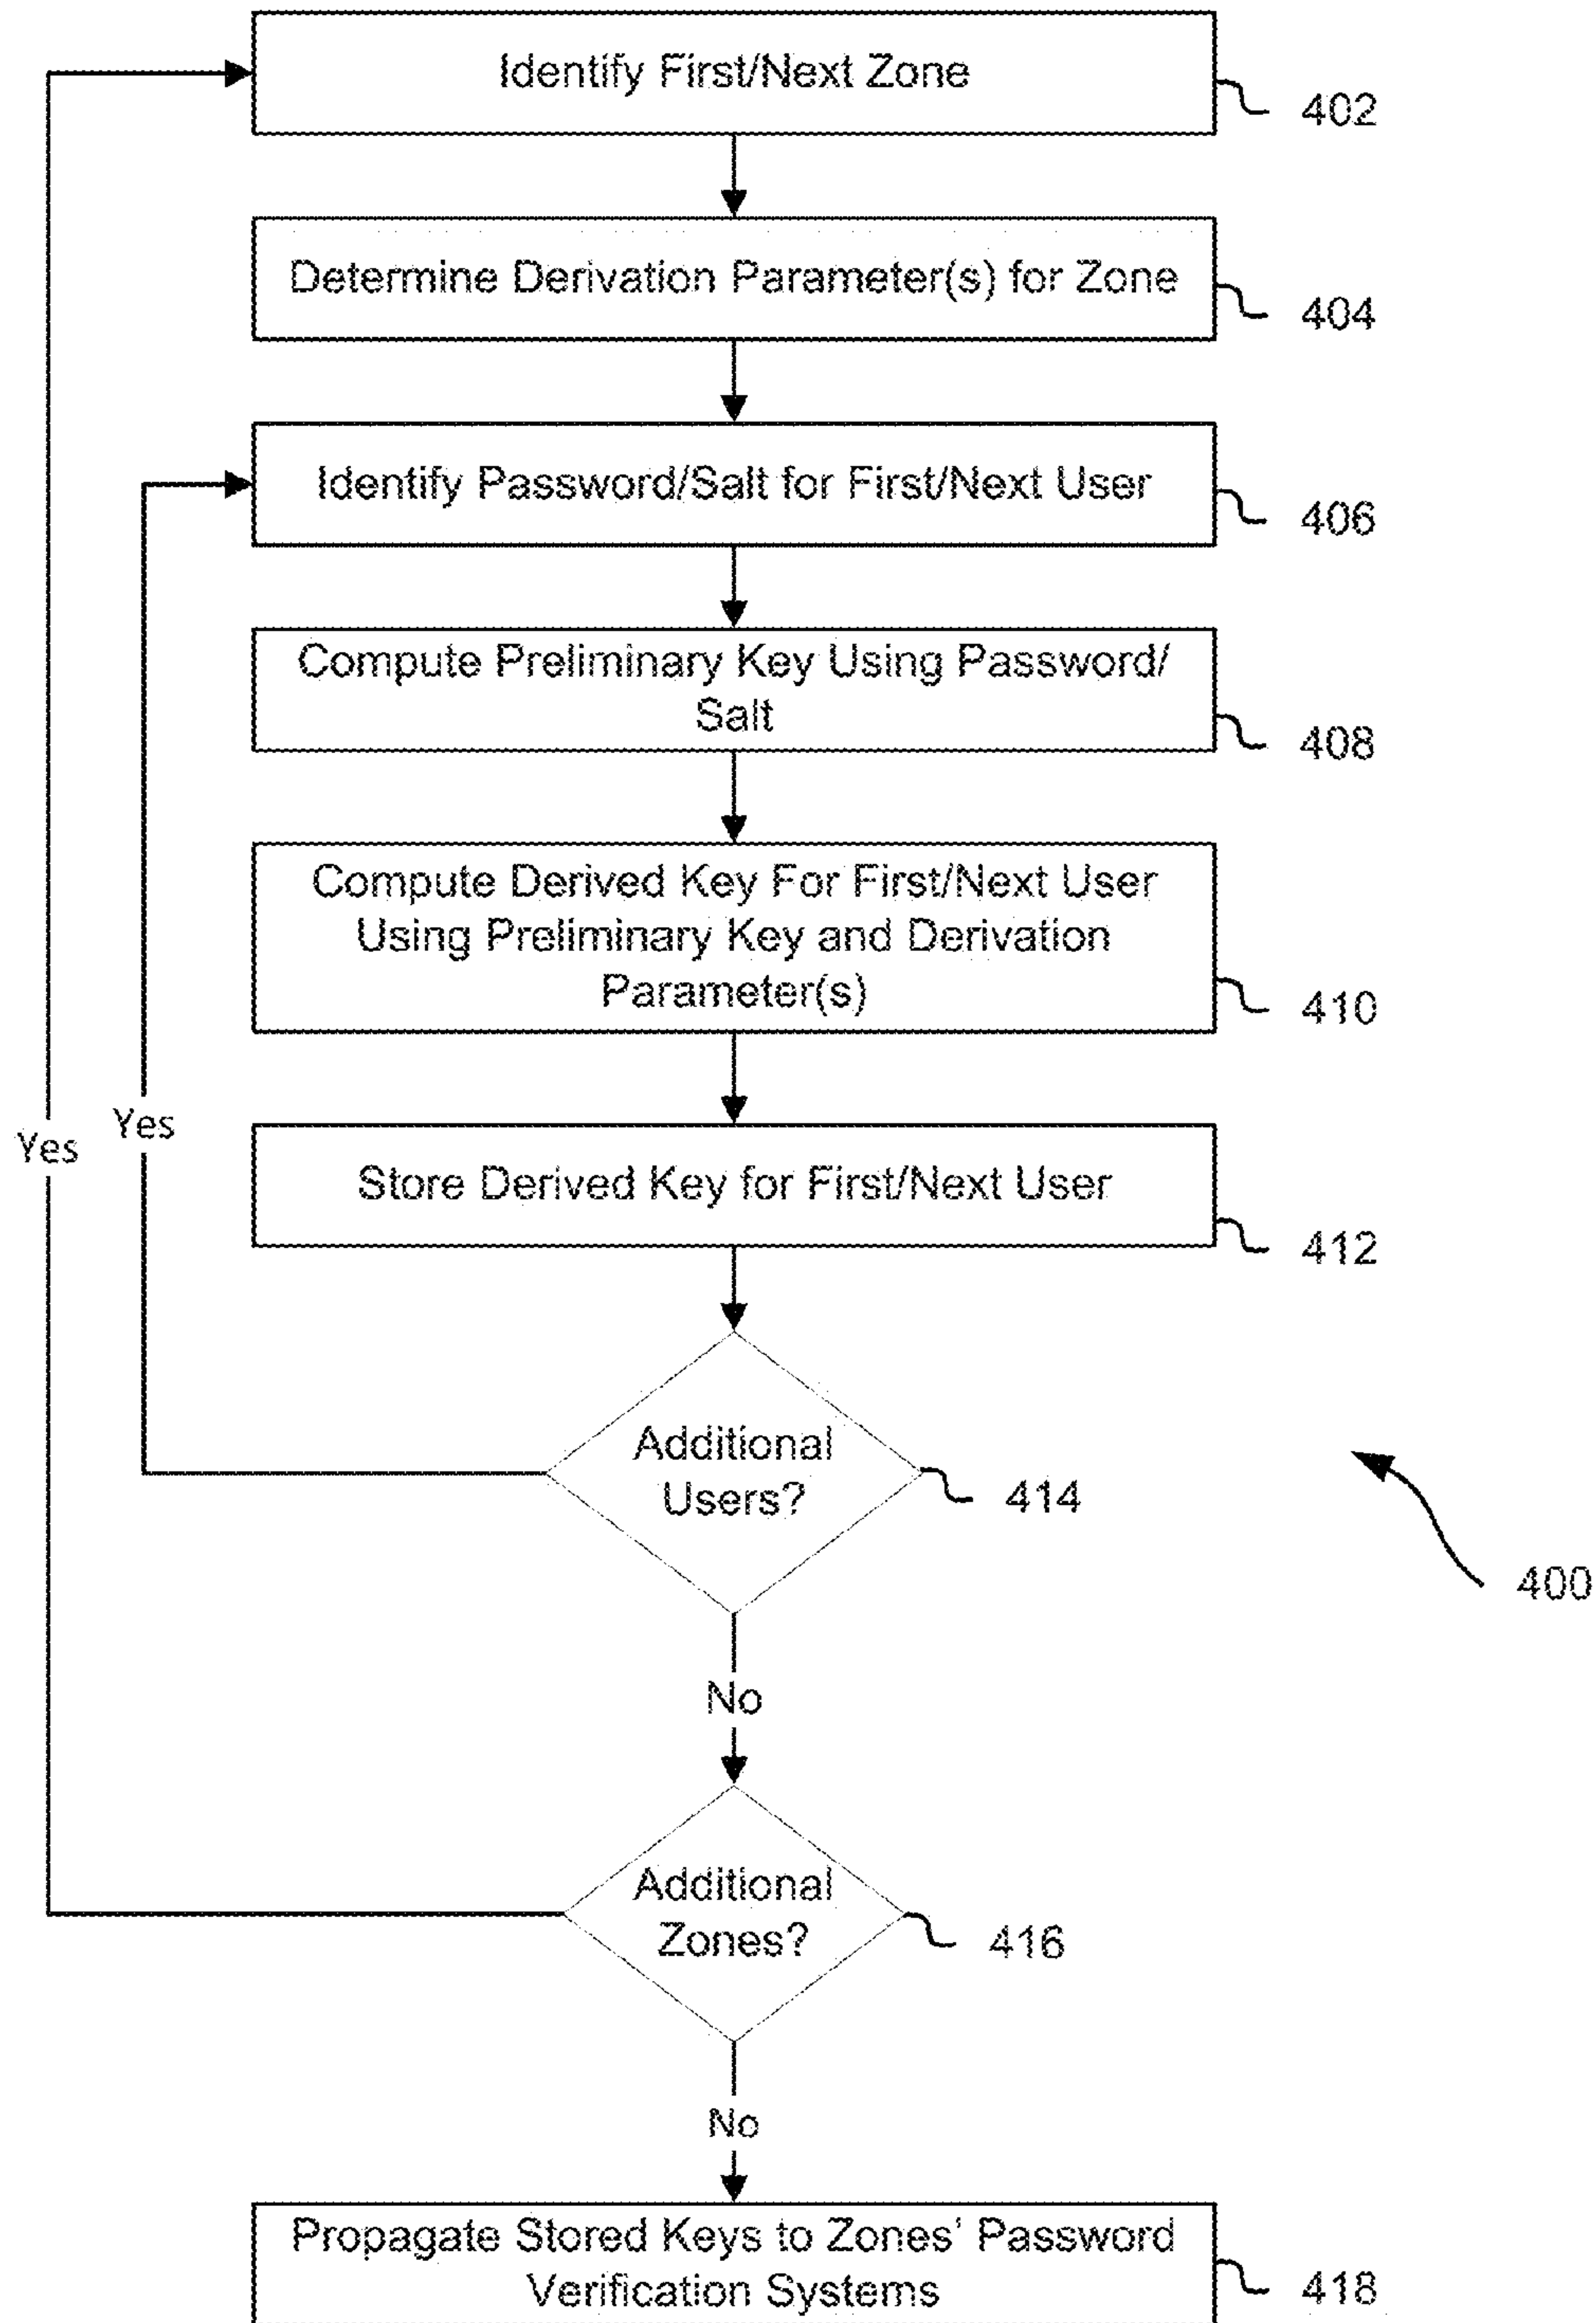 Identify First/Next Zone
402
Determine Derivation Parameter(s) for Zone
404
Identify Password/Salt for First/Next User
406
Compute Preliminary Key Using Password/
Salt
408
Compute Derived Key For First/Next User
Using Preliminary Key and Derivation
Parameter(s)
410
Yes
Yes
Store Derived Key for First/Next User
412
Additional
Users?
414
400
No
Additional
Zones?
416
No
Propagate Stored Keys to Zones' Password
Verification Systems
418